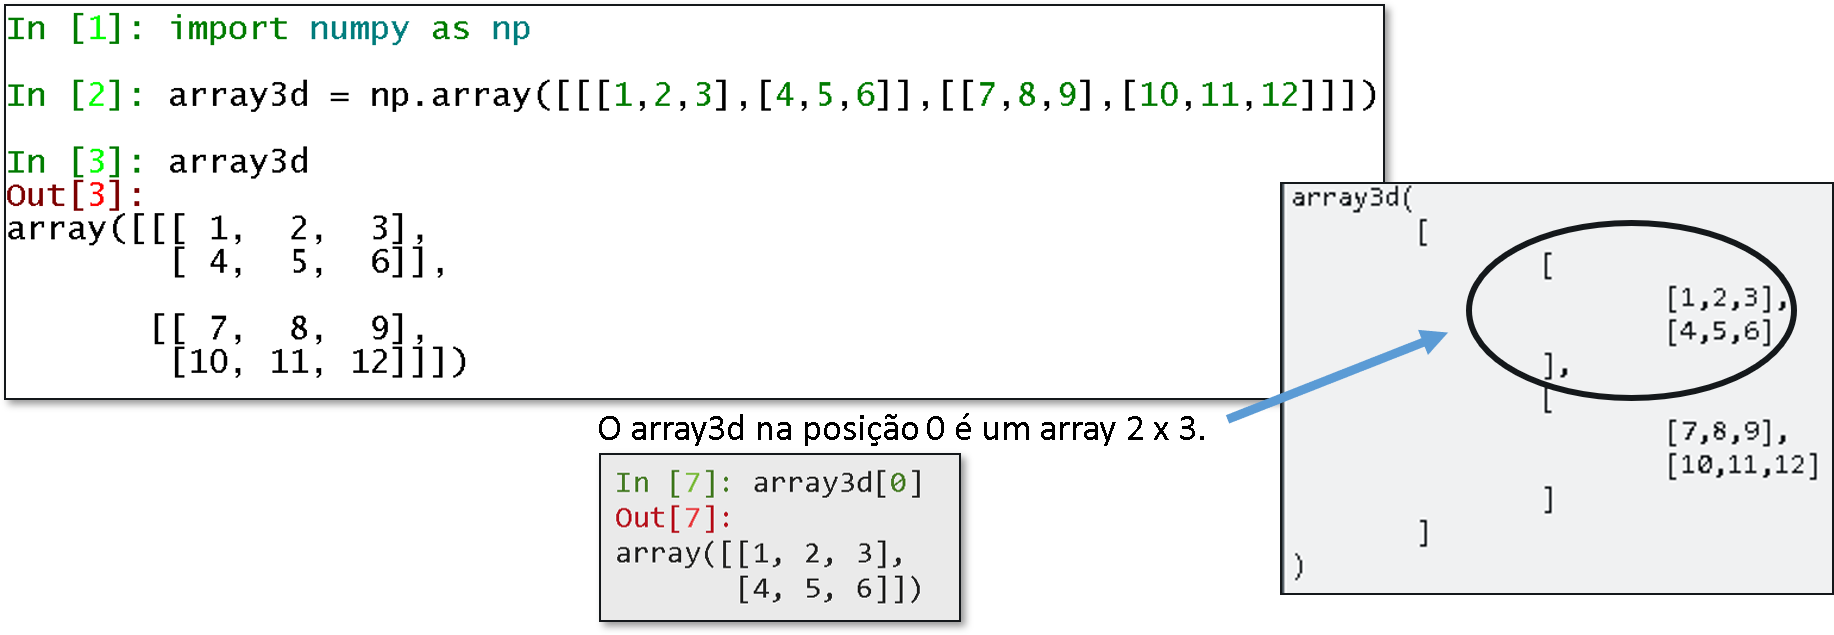 In [1]: import numpy as np
In [2]: array3d = np.array([[[1,2,3],[4,5,6]],[[7,8,9],[10,11,12]]])
In [3]: array3d
Out[3]:
array([[[ 1,  2,  3],
        [ 4,  5,  6]],
       [[ 7,  8,  9],
        [10, 11, 12]]])
array3d(
[
[
[1,2,3],
[4,5,6]
],
[
[7,8,9],
[10,11,12]
]
]
)
O array3d na posição 0 é um array 2 x 3.
In [7]: array3d[0]
Out[7]:
array([[1, 2, 3],
       [4, 5, 6]])